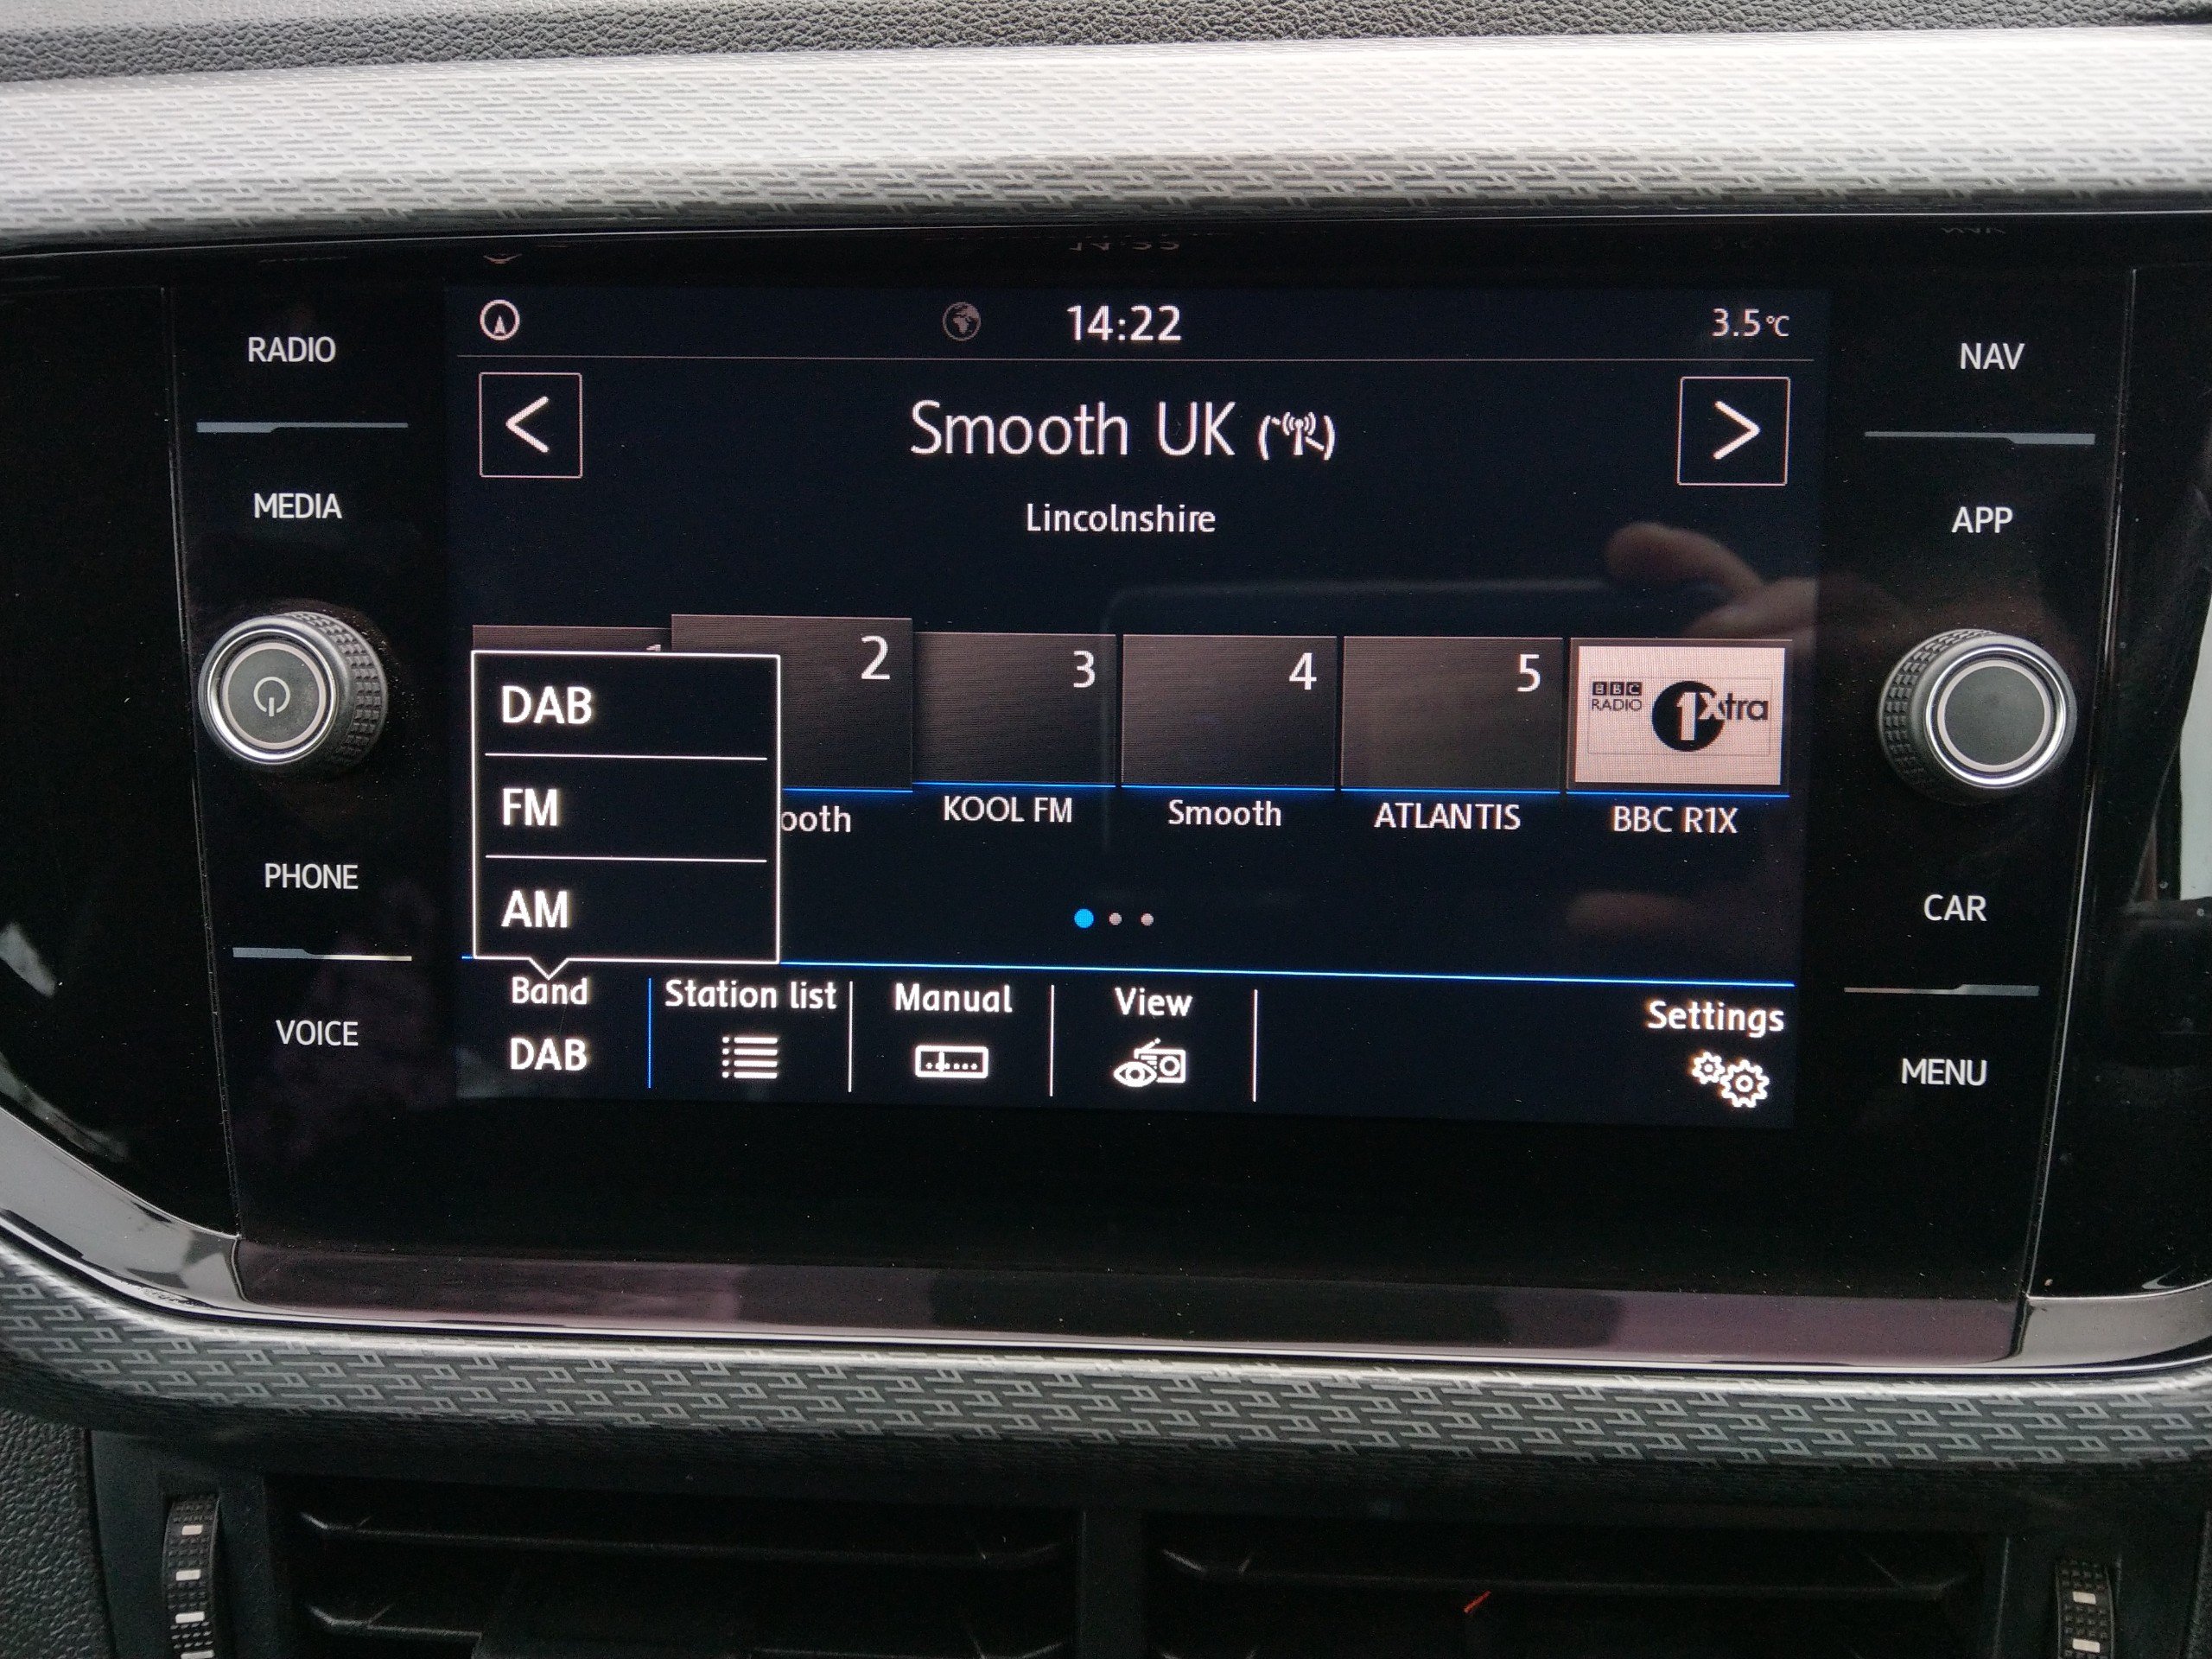 RADIO
MEDIA
PHONE
VOICE
14:22
3.5°C
<
Smooth UK
>
Lincolnshire
2
3
4
5
BBC
RADIO
1Xtra
ooth
KOOL FM
Smooth
ATLANTIS
BBC R1X
DAB
FM
AM
Band
DAB
Station list
Manual
View
Settings
NAV
APP
CAR
MENU